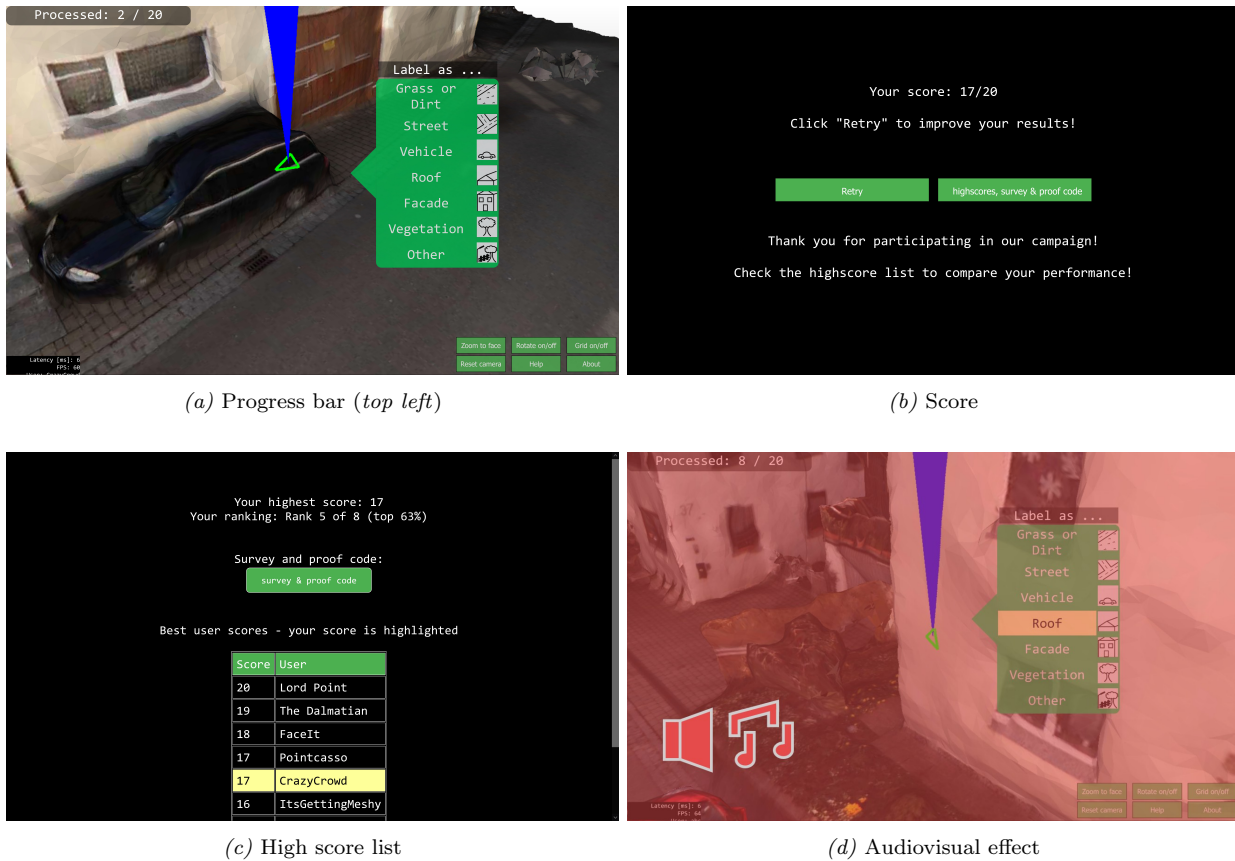 Processed: 2 / 20
Label as ...
Grass or
Dirt
Street
Vehicle
Roof
Facade
Vegetation
Other
Latency [ms]: 6
FPS: 60
Zoom to face
Rotate on/off
Grid on/off
Reset camera
Help
About
(a) Progress bar (top left)
Your score: 17/20
Click "Retry" to improve your results!
Retry
highscores, survey & proof code
Thank you for participating in our campaign!
Check the highscore list to compare your performance!
(b) Score
Your highest score: 17
Your ranking: Rank 5 of 8 (top 63%)
Survey and proof code:
survey & proof code
Best user scores - your score is highlighted
Score User
20 Lord Point
19 The Dalmatian
18 FaceIt
17 Pointcasso
17 CrazyCrowd
16 ItsGettingMeshy
(c) High score list
Processed: 8 / 20
Label as ...
Grass or
Dirt
Street
Vehicle
Roof
Facade
Vegetation
Other
Latency [ms]: 6
FPS: 64
Zoom to face
Rotate on/off
Grid on/off
Reset camera
Help
About
(d) Audiovisual effect